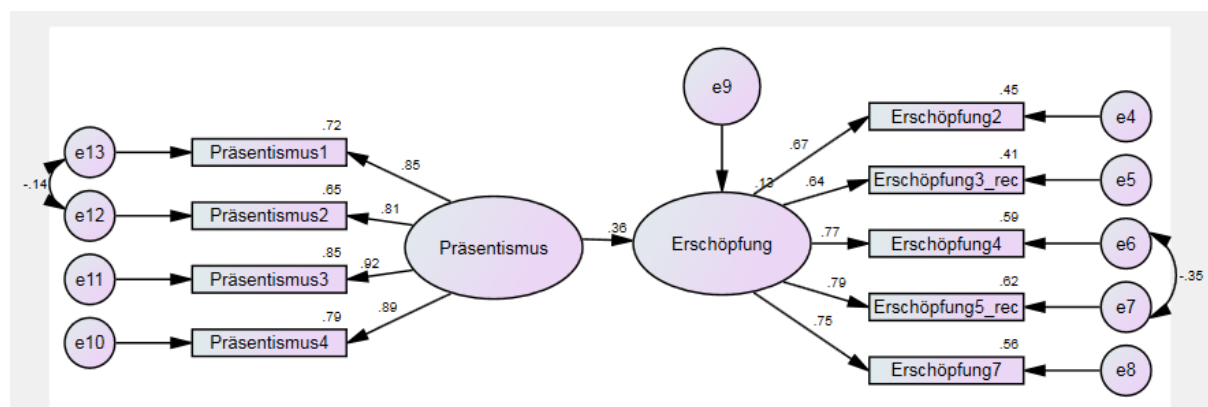 e9
.45
Erschöpfung2
e4
.67
.72
e13
Präsentismus1
.85
.41
.13
.64
Erschöpfung3_rec
e5
-.14
.65
e12
Präsentismus2
.81
.59
.36
Präsentismus
Erschöpfung
.77
Erschöpfung4
e6
.85
e11
Präsentismus3
.92
.79
.62
-.35
Erschöpfung5_rec
e7
.79
.89
.75
e10
Präsentismus4
.56
Erschöpfung7
e8